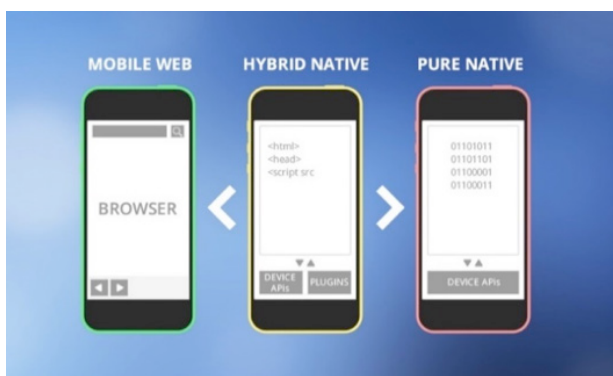 MOBILE WEB
HYBRID NATIVE
PURE NATIVE
BROWSER
<html>
<head>
<script src
DEVICE APIs
PLUGINS
01101011
01101101
01100001
01100011
DEVICE APIs